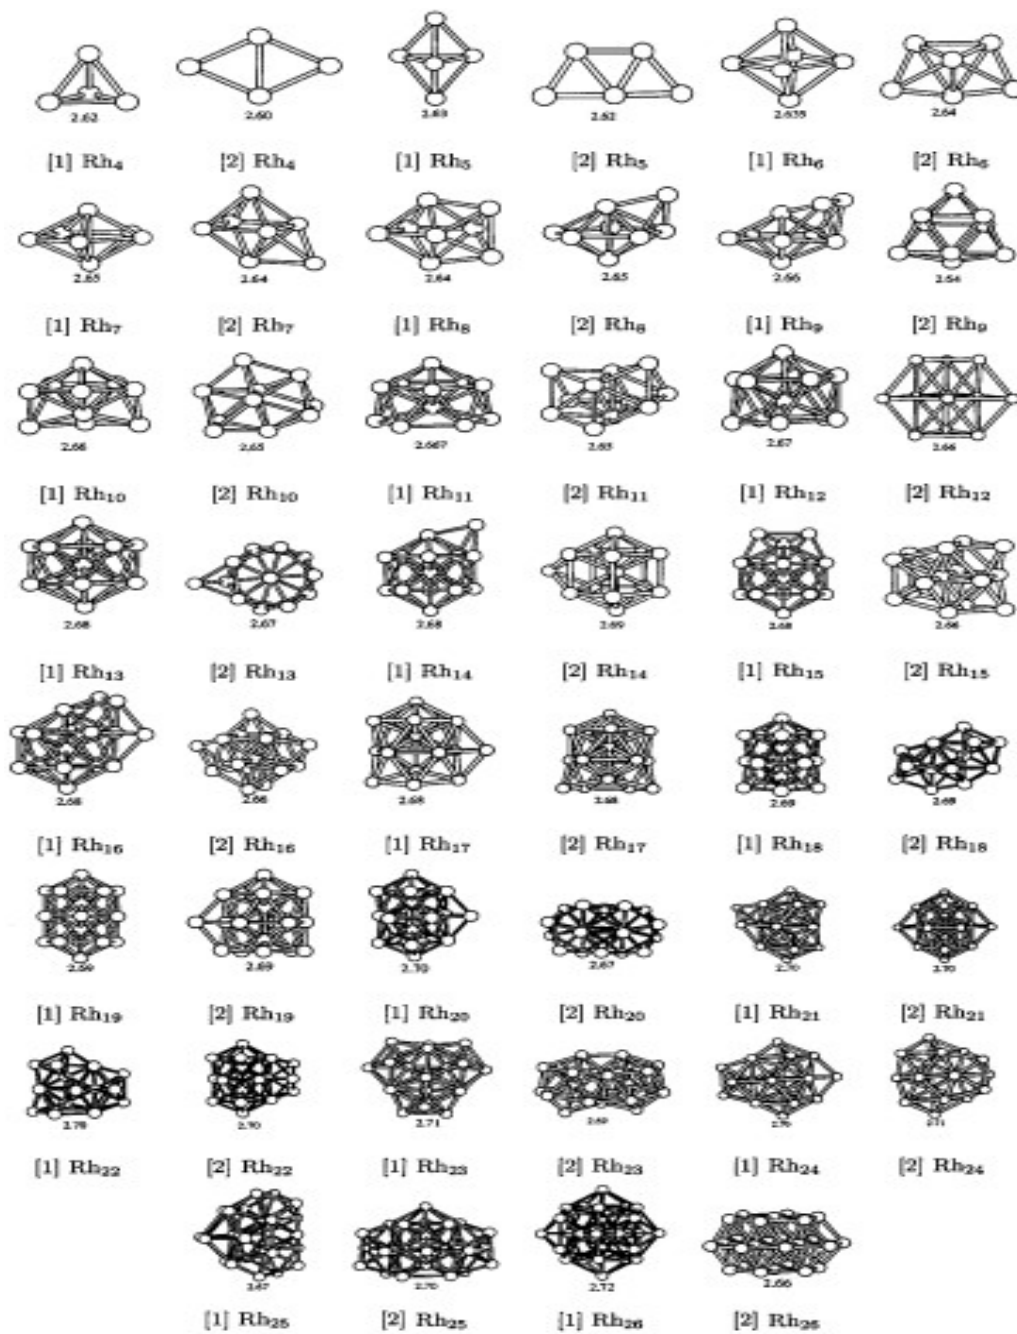 2.62 2.60 2.63 2.62 2.639 2.64
[1] Rh4 [2] Rh4 [1] Rh5 [2] Rh5 [1] Rh6 [2] Rh6
2.65 2.64 2.64 2.65 2.66 2.64
[1] Rh7 [2] Rh7 [1] Rh8 [2] Rh8 [1] Rh9 [2] Rh9
2.66 2.65 2.667 2.65 2.67 2.66
[1] Rh10 [2] Rh10 [1] Rh11 [2] Rh11 [1] Rh12 [2] Rh12
2.68 2.67 2.68 2.69 2.68 2.66
[1] Rh13 [2] Rh13 [1] Rh14 [2] Rh14 [1] Rh15 [2] Rh15
2.68 2.66 2.68 2.68 2.69 2.69
[1] Rh16 [2] Rh16 [1] Rh17 [2] Rh17 [1] Rh18 [2] Rh18
2.69 2.69 2.70 2.67 2.70 2.70
[1] Rh19 [2] Rh19 [1] Rh20 [2] Rh20 [1] Rh21 [2] Rh21
2.70 2.70 2.71 2.69 2.70 2.71
[1] Rh22 [2] Rh22 [1] Rh23 [2] Rh23 [1] Rh24 [2] Rh24
2.67 2.70 2.72 2.66
[1] Rh25 [2] Rh25 [1] Rh26 [2] Rh26